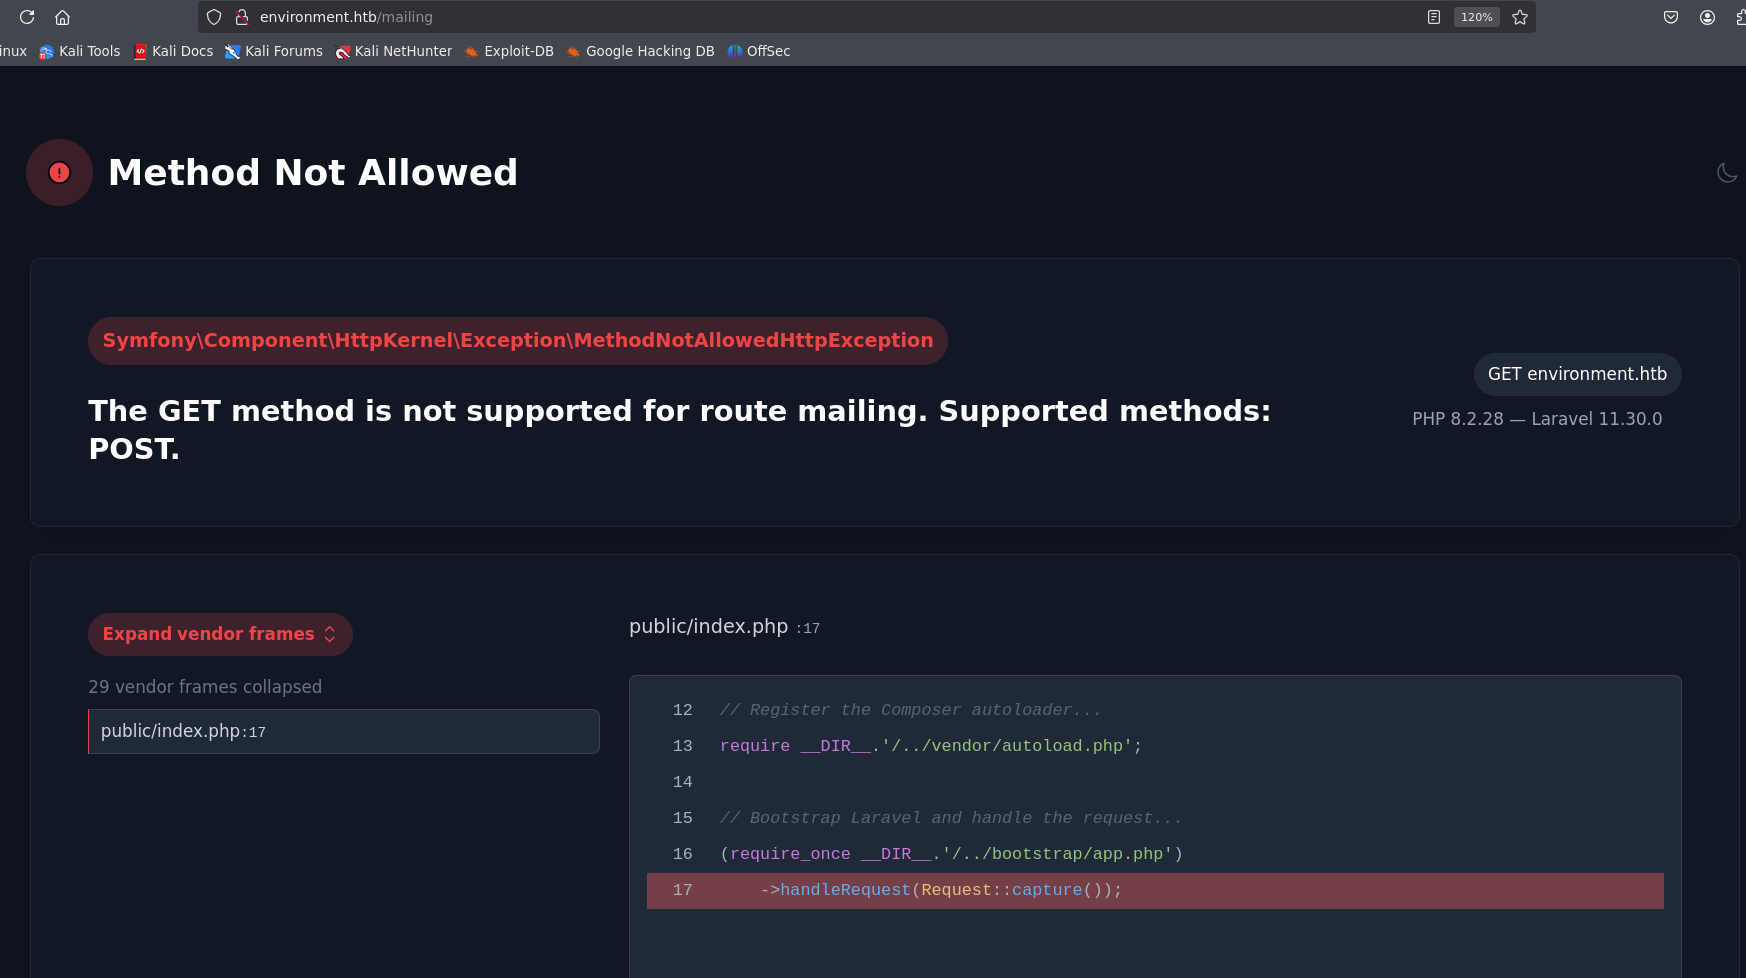 environment.htb/mailing
120%
inux Kali Tools Kali Docs Kali Forums Kali NetHunter Exploit-DB Google Hacking DB OffSec
Method Not Allowed
Symfony\Component\HttpKernel\Exception\MethodNotAllowedHttpException
The GET method is not supported for route mailing. Supported methods:
POST.
GET environment.htb
PHP 8.2.28 — Laravel 11.30.0
Expand vendor frames
29 vendor frames collapsed
public/index.php:17
public/index.php :17
12 // Register the Composer autoloader...
13 require __DIR__.'/../vendor/autoload.php';
14
15 // Bootstrap Laravel and handle the request...
16 (require_once __DIR__.'/../bootstrap/app.php')
17     ->handleRequest(Request::capture());